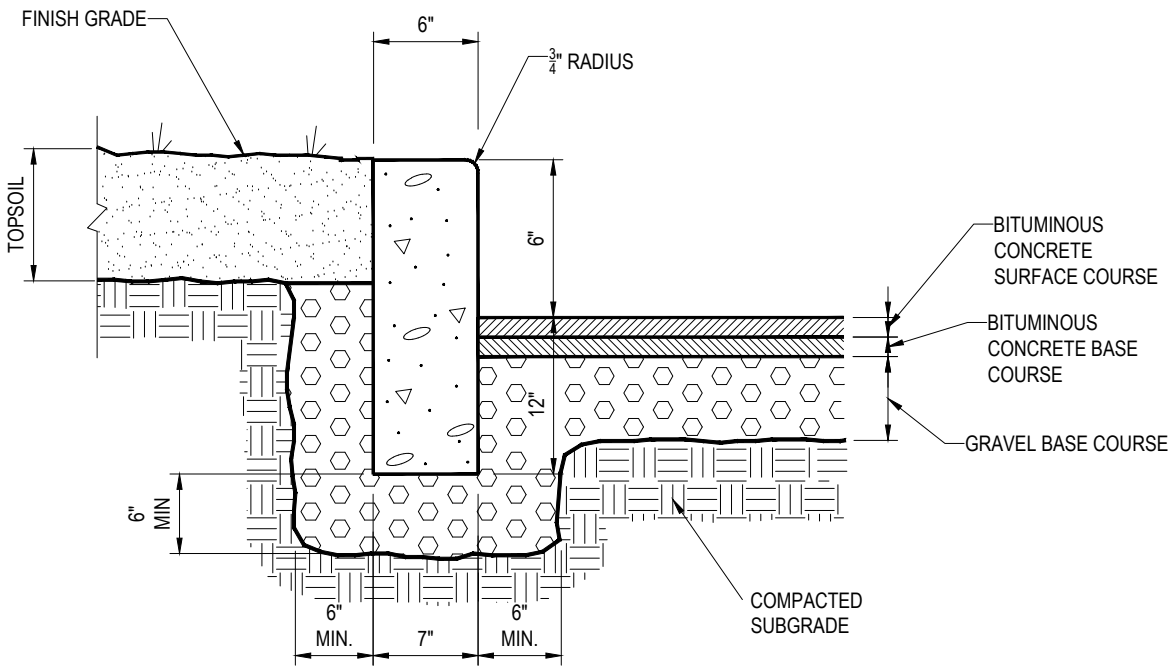 FINISH GRADE
6"
3/4" RADIUS
TOPSOIL
6"
BITUMINOUS
CONCRETE
SURFACE COURSE
BITUMINOUS
CONCRETE BASE
COURSE
12"
GRAVEL BASE COURSE
6"
MIN
COMPACTED
SUBGRADE
6"
MIN.
7"
6"
MIN.